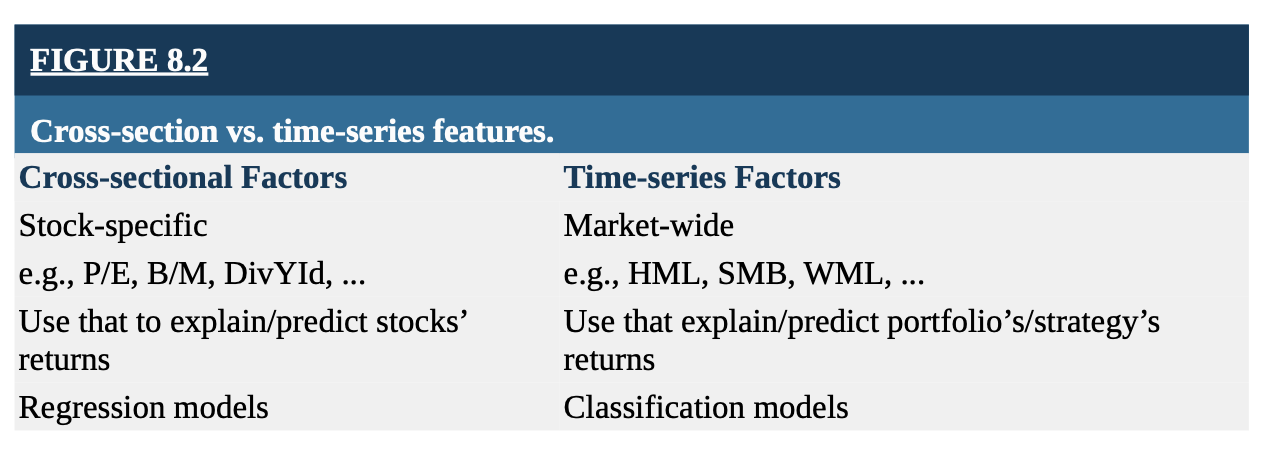 FIGURE 8.2
Cross-section vs. time-series features.
Cross-sectional Factors
Time-series Factors
Stock-specific
Market-wide
e.g., P/E, B/M, DivYId, ...
e.g., HML, SMB, WML, ...
Use that to explain/predict stocks’
returns
Use that explain/predict portfolio’s/strategy’s
returns
Regression models
Classification models